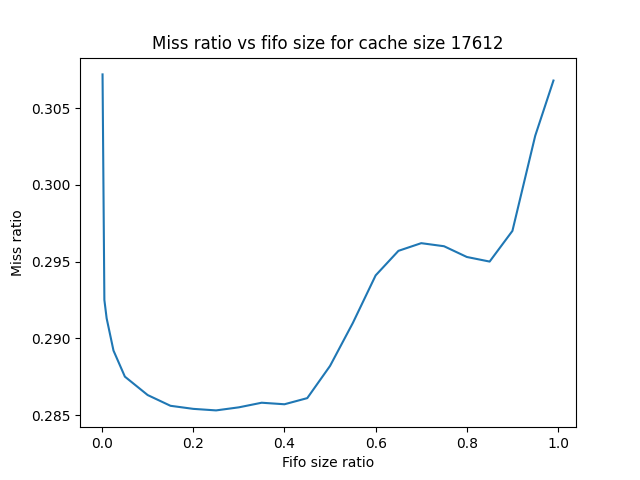 Miss ratio vs fifo size for cache size 17612
0.305
0.300
0.295
0.290
0.285
Miss ratio
0.0 0.2 0.4 0.6 0.8 1.0
Fifo size ratio